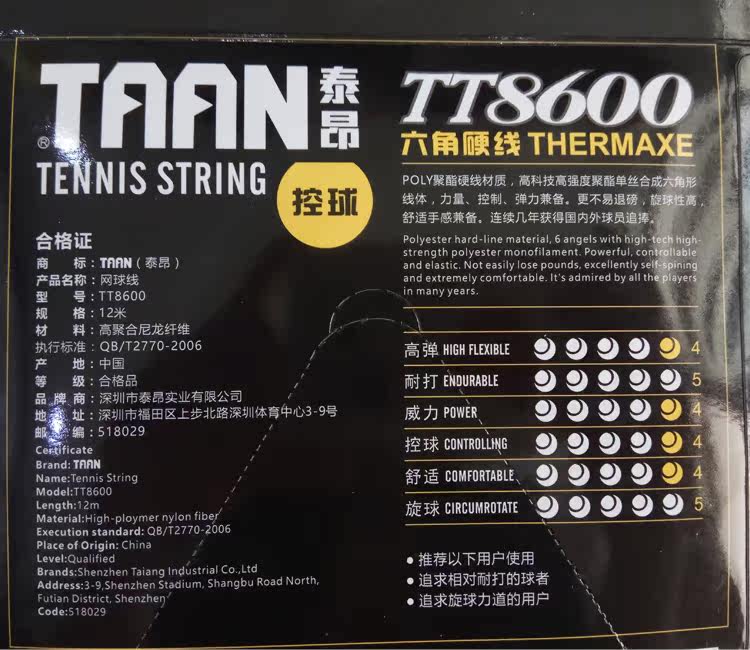 TAAN 泰昂
®
TENNIS STRING
控球
合格证
商标：TAAN（泰昂）
产品名称：网球线
型号：TT8600
规格：12米
材料：高聚合尼龙纤维
执行标准：QB/T2770-2006
产地：中国
等级：合格品
品牌商：深圳市泰昂实业有限公司
地址：深圳市福田区上步北路深圳体育中心3-9号
邮编：518029
Certificate
Brand: TAAN
Name:Tennis String
Model:TT8600
Length:12m
Material:High-ploymer nylon fiber
Execution standard: QB/T2770-2006
Place of Origin: China
Level:Qualified
Brands:Shenzhen Taiang Industrial Co.,Ltd
Address:3-9,Shenzhen Stadium, Shangbu Road North,
Futian District, Shenzhen
Code:518029
TT8600
六角硬线 THERMAXE
POLY聚酯硬线材质，高科技高强度聚酯单丝合成六角形
线体，力量、控制、弹力兼备。更不易退磅，旋球性高，
舒适手感兼备。连续几年获得国内外球员追捧。
Polyester hard-line material, 6 angels with high-tech high-
strength polyester monofilament. Powerful, controllable
and elastic. Not easily lose pounds, excellently self-spining
and extremely comfortable. It's admired by all the players
in many years.
高弹 HIGH FLEXIBLE 4
耐打 ENDURABLE 5
威力 POWER 4
控球 CONTROLLING 4
舒适 COMFORTABLE 4
旋球 CIRCUMROTATE 5
● 推荐以下用户使用
● 追求相对耐打的球者
● 追求旋球力道的用户